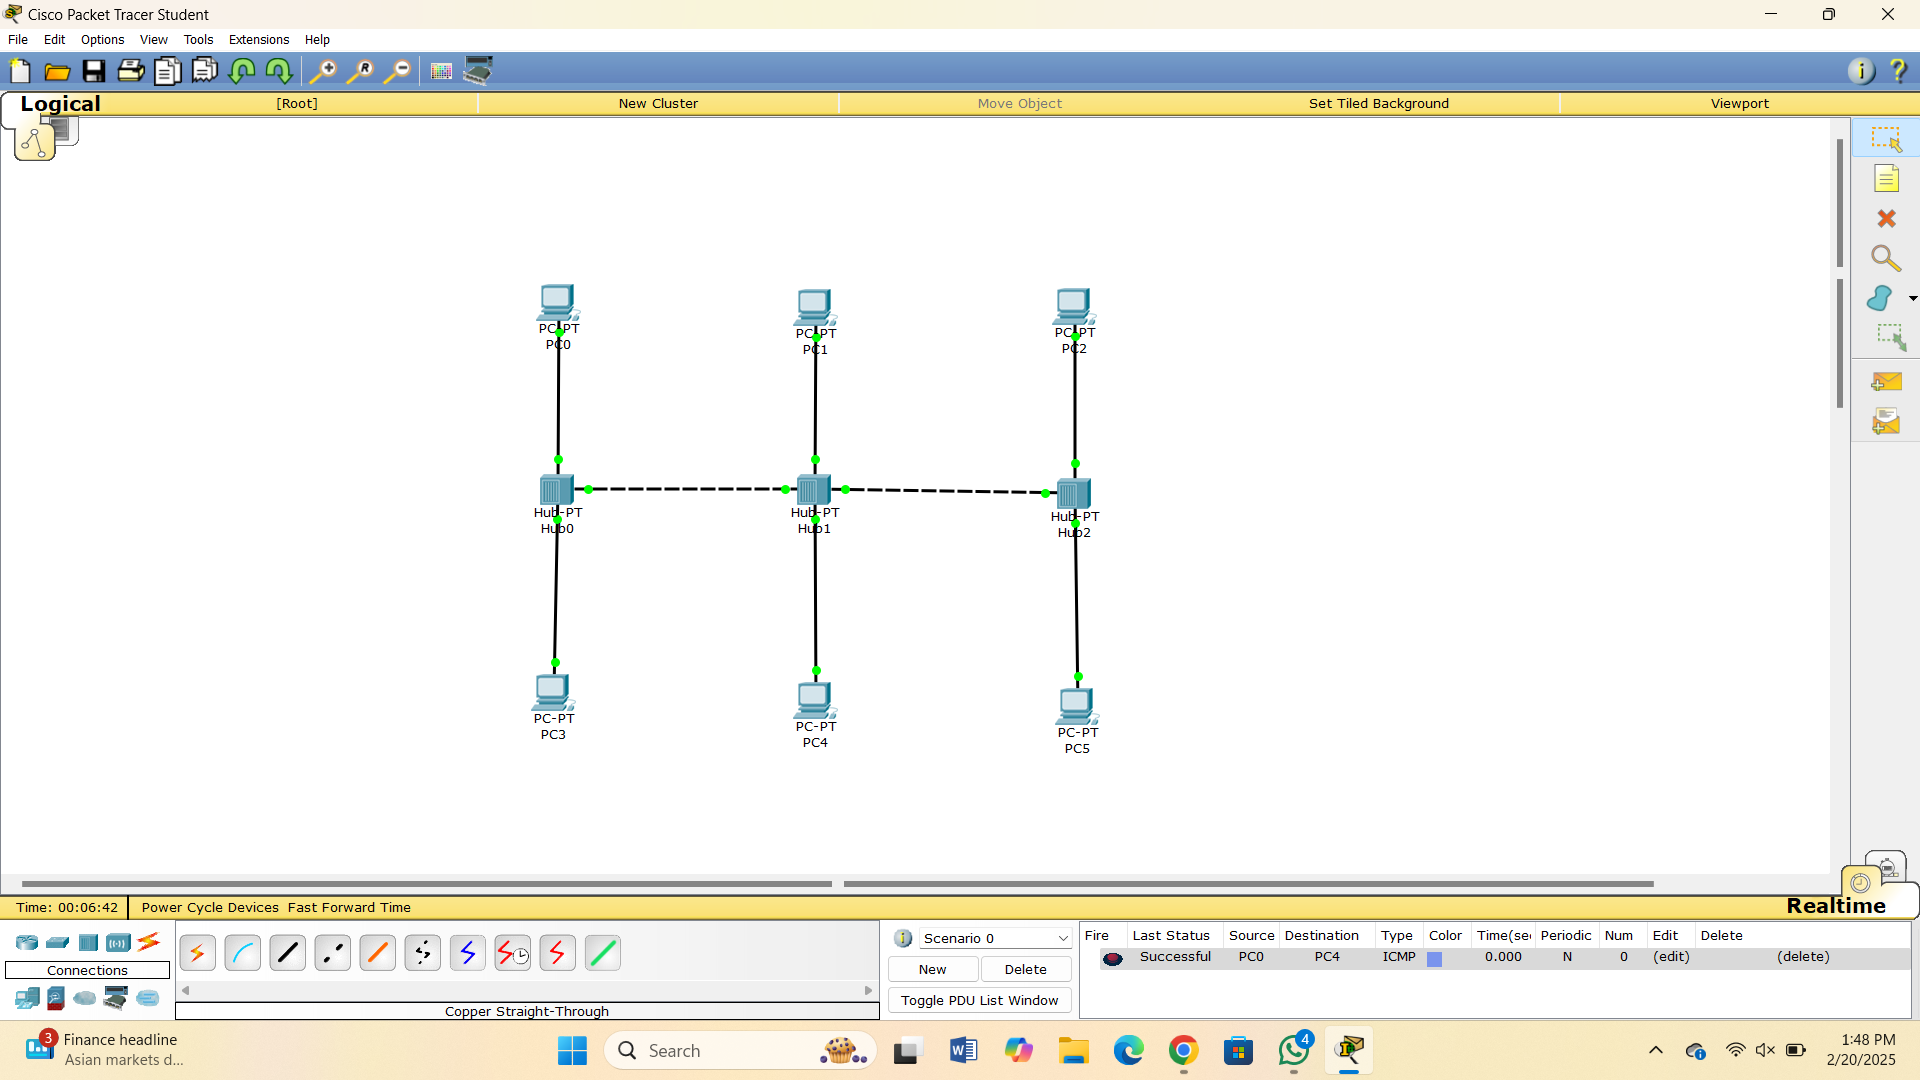 Cisco Packet Tracer Student
File Edit Options View Tools Extensions Help
Logical [Root] New Cluster Move Object Set Tiled Background Viewport
PC-PT
PC0
PC-PT
PC1
PC-PT
PC2
Hub-PT
Hub0
Hub-PT
Hub1
Hub-PT
Hub2
PC-PT
PC3
PC-PT
PC4
PC-PT
PC5
Time: 00:06:42 Power Cycle Devices Fast Forward Time
Realtime
Connections
Copper Straight-Through
Scenario 0
New Delete
Toggle PDU List Window
Fire Last Status Source Destination Type Color Time(sec Periodic Num Edit Delete
Successful PC0 PC4 ICMP 0.000 N 0 (edit) (delete)
3
Finance headline
Asian markets d...
Search
4
1:48 PM
2/20/2025